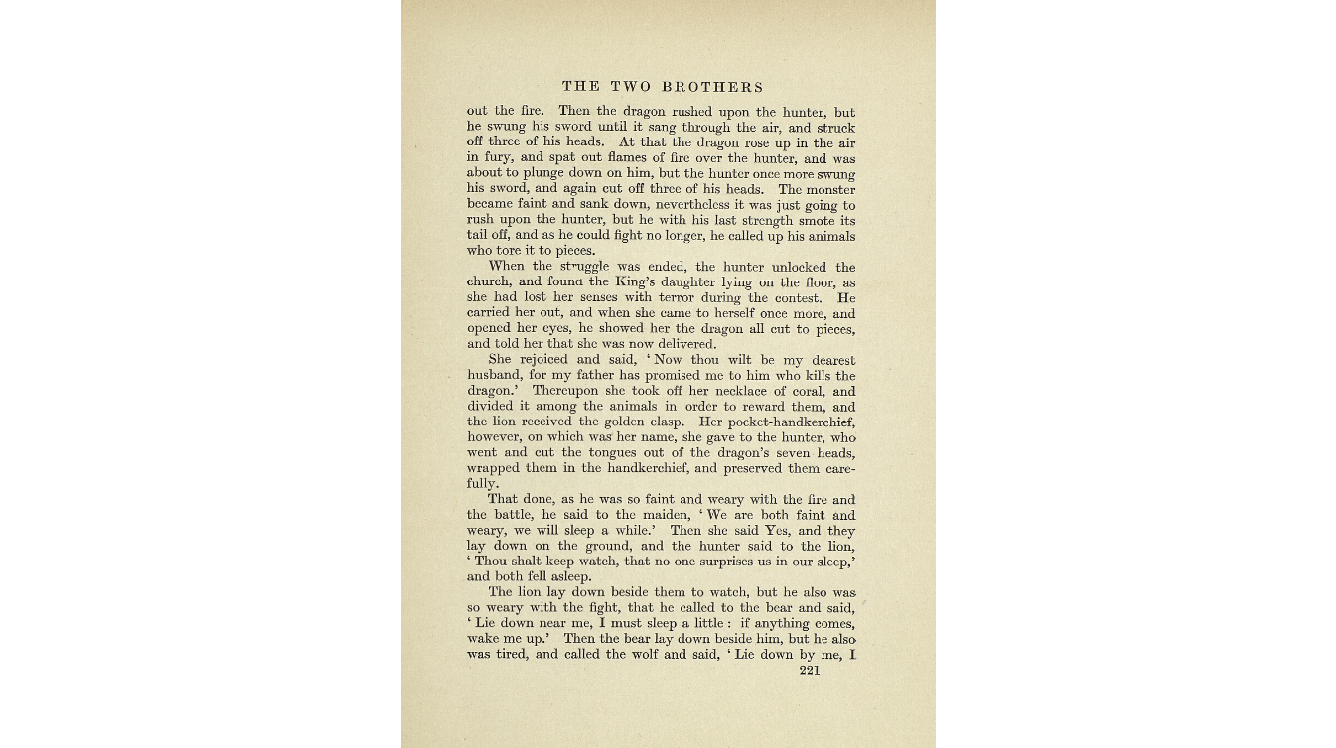 THE TWO BROTHERS
out the fire. Then the dragon rushed upon the hunter, but
he swung his sword until it sang through the air, and struck
off three of his heads. At that the dragon rose up in the air
in fury, and spat out flames of fire over the hunter, and was
about to plunge down on him, but the hunter once more swung
his sword, and again cut off three of his heads. The monster
became faint and sank down, nevertheless it was just going to
rush upon the hunter, but he with his last strength smote its
tail off, and as he could fight no longer, he called up his animals
who tore it to pieces.
When the struggle was ended, the hunter unlocked the
church, and found the King's daughter lying on the floor, as
she had lost her senses with terror during the contest. He
carried her out, and when she came to herself once more, and
opened her eyes, he showed her the dragon all cut to pieces,
and told her that she was now delivered.
She rejoiced and said, ‘ Now thou wilt be my dearest
husband, for my father has promised me to him who kills the
dragon.’ Thereupon she took off her necklace of coral, and
divided it among the animals in order to reward them, and
the lion received the golden clasp. Her pocket-handkerchief,
however, on which was her name, she gave to the hunter, who
went and cut the tongues out of the dragon's seven heads,
wrapped them in the handkerchief, and preserved them care-
fully.
That done, as he was so faint and weary with the fire and
the battle, he said to the maiden, ‘ We are both faint and
weary, we will sleep a while.’ Then she said Yes, and they
lay down on the ground, and the hunter said to the lion,
‘ Thou shalt keep watch, that no one surprises us in our sleep,’
and both fell asleep.
The lion lay down beside them to watch, but he also was
so weary with the fight, that he called to the bear and said,
‘ Lie down near me, I must sleep a little : if anything comes,
wake me up.’ Then the bear lay down beside him, but he also
was tired, and called the wolf and said, ‘ Lie down by me, I
221